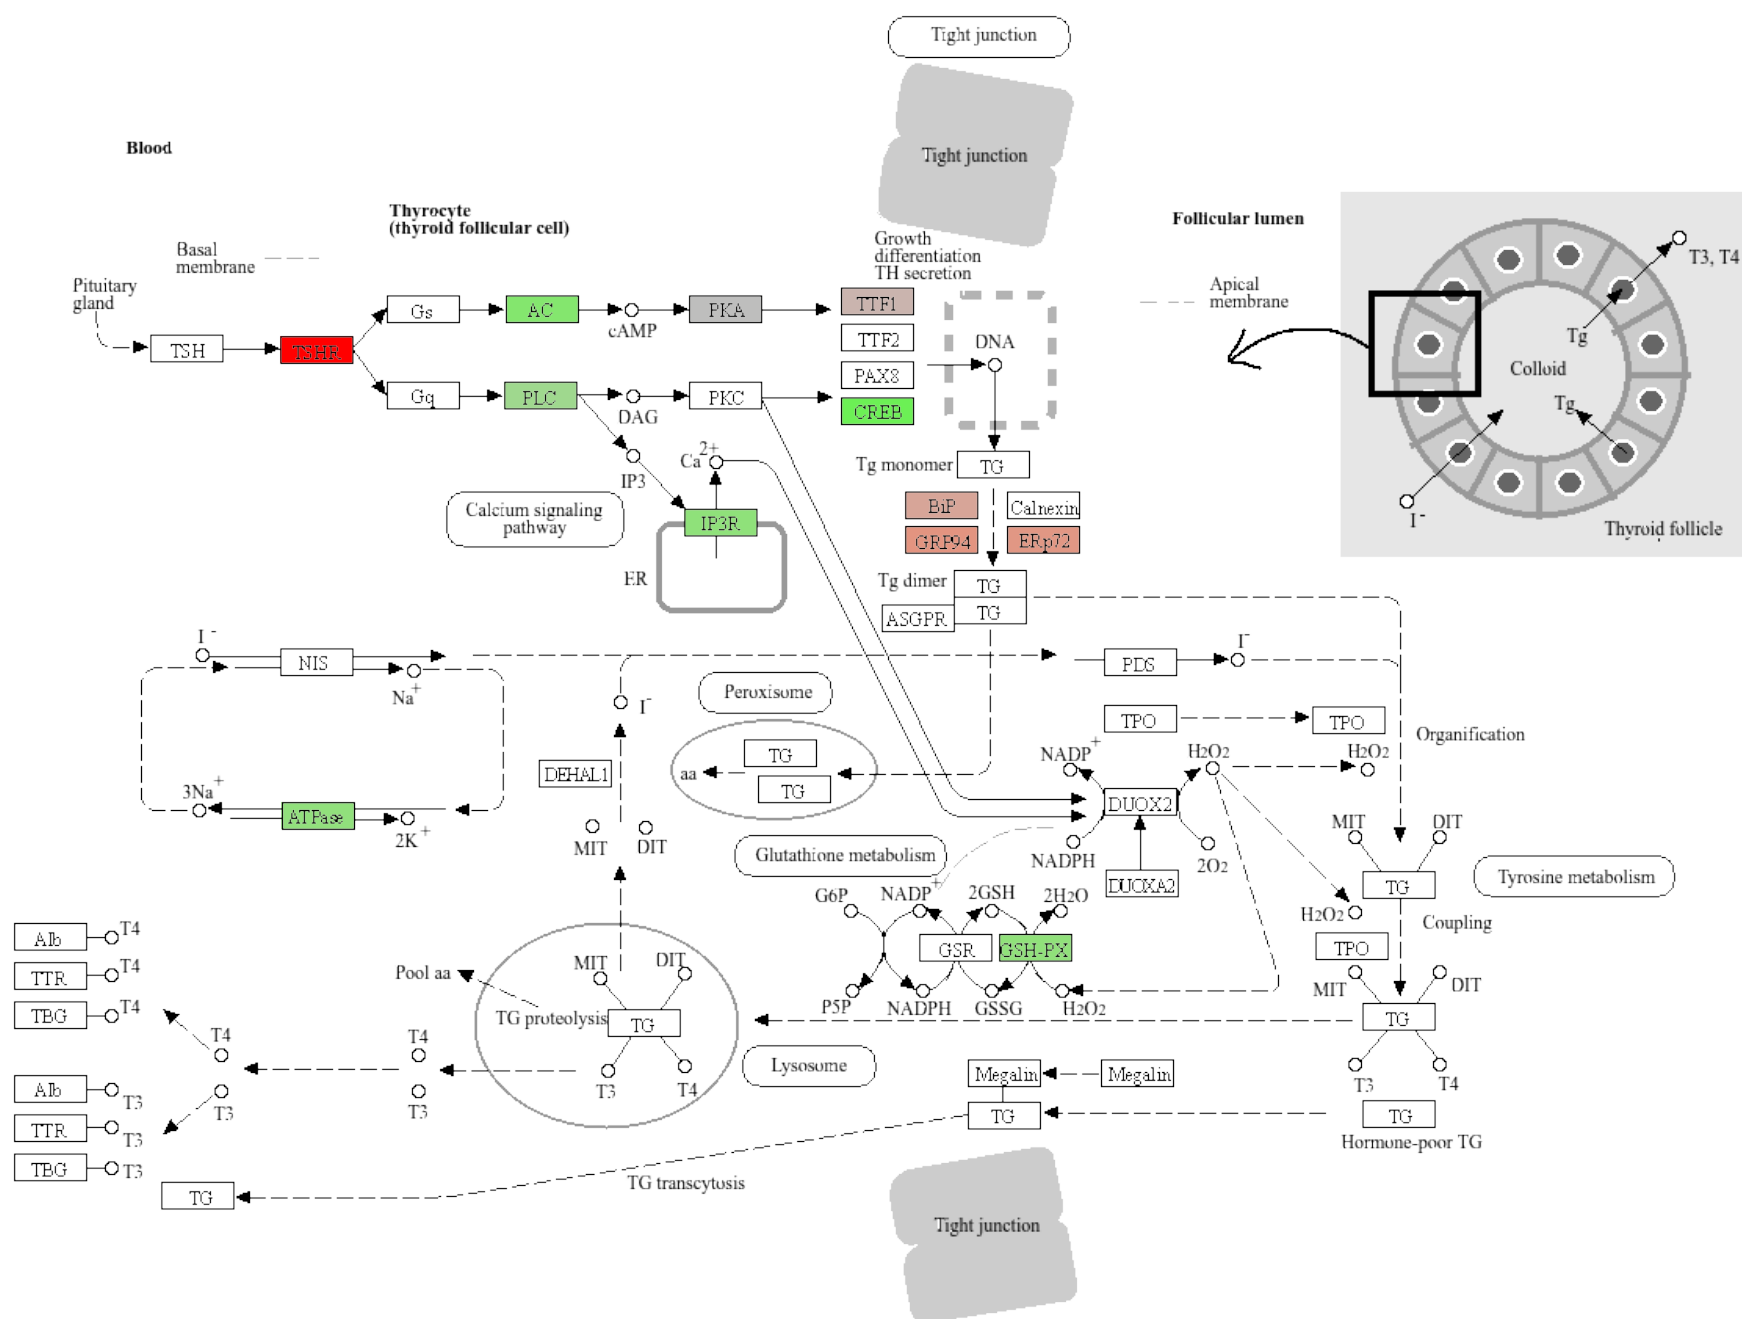 Tight junction
Tight junction
Blood
Thyrocyte
(thyroid follicular cell)
Follicular lumen
Growth
differentiation
TH secretion
Basal
membrane
Apical
membrane
Pituitary
gland
T3, T4
TSH
TSHR
Gs
AC
cAMP
PKA
TTF1
TTF2
PAX8
CREB
DNA
Gq
PLC
DAG
PKC
Tg
Colloid
Tg
I-
Thyroid follicle
IP3
Ca2+
Calcium signaling
pathway
IP3R
ER
Tg monomer
TG
BiP
Calnexin
GRP94
ERp72
Tg dimer
TG
TG
ASGPR
I-
NIS
Na+
I-
PDS
I-
Peroxisome
TPO
TPO
Organification
TG
TG
aa
DEHAL1
NADP+
H2O2
H2O2
3Na+
ATPase
2K+
DUOX2
MIT
DIT
NADPH
2O2
DUOXA2
MIT
DIT
TG
Tyrosine metabolism
Glutathione metabolism
G6P
NADP+
2GSH
2H2O
GSR
GSH-PX
P5P
NADPH
GSSG
H2O2
H2O2
Coupling
TPO
MIT
DIT
TG
T3
T4
Alb
T4
TTR
T4
TBG
T4
Pool aa
MIT
DIT
TG proteolysis
TG
T3
T4
Lysosome
T4
T3
T4
T3
Alb
T3
TTR
T3
TBG
T3
Megalin
Megalin
TG
TG
Hormone-poor TG
TG transcytosis
TG
Tight junction